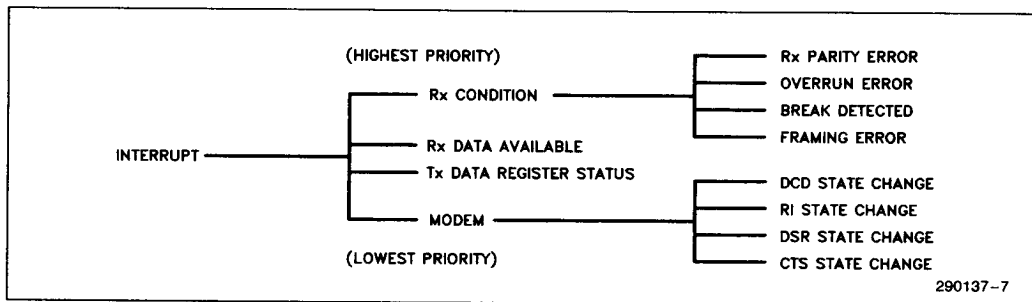 (HIGHEST PRIORITY)
Rx CONDITION
Rx PARITY ERROR
OVERRUN ERROR
BREAK DETECTED
FRAMING ERROR
INTERRUPT
Rx DATA AVAILABLE
Tx DATA REGISTER STATUS
MODEM
DCD STATE CHANGE
RI STATE CHANGE
DSR STATE CHANGE
CTS STATE CHANGE
(LOWEST PRIORITY)
290137-7